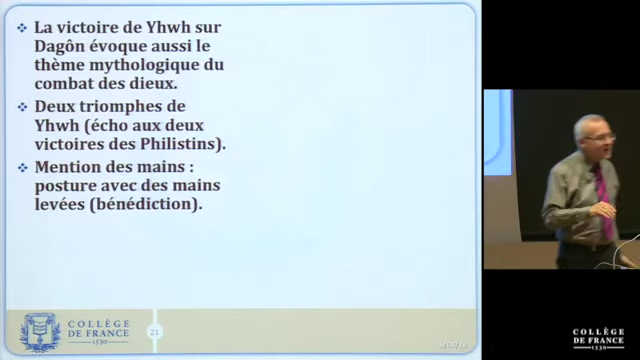 La victoire de Yhwh sur
Dagôn évoque aussi le
thème mythologique du
combat des dieux.
Deux triomphes de
Yhwh (écho aux deux
victoires des Philistins).
Mention des mains :
posture avec des mains
levées (bénédiction).
COLLÈGE
DE FRANCE
1530
21
COLLÈGE
DE FRANCE
1530